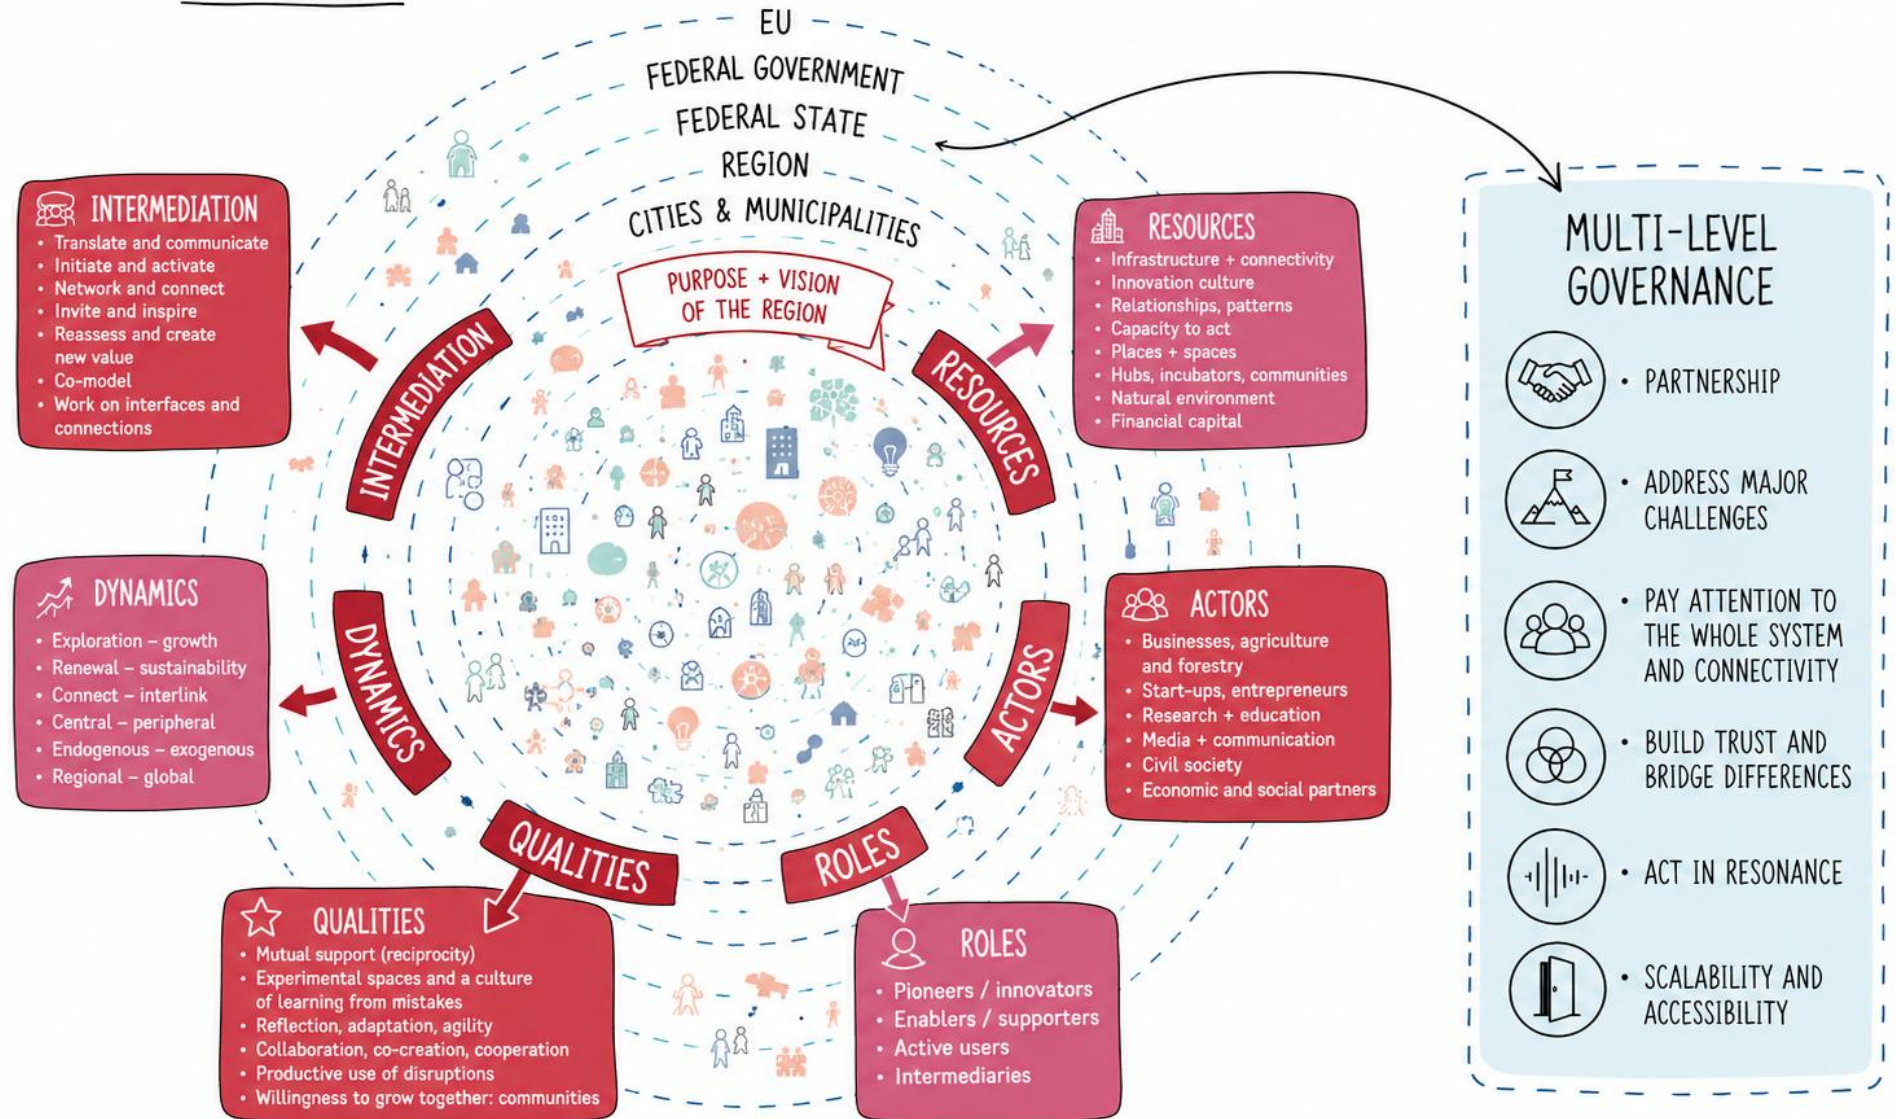 EU
FEDERAL GOVERNMENT
FEDERAL STATE
REGION
CITIES & MUNICIPALITIES
PURPOSE + VISION
OF THE REGION
INTERMEDIATION
• Translate and communicate
• Initiate and activate
• Network and connect
• Invite and inspire
• Reassess and create
new value
• Co-model
• Work on interfaces and
connections
INTERMEDIATION
RESOURCES
RESOURCES
• Infrastructure + connectivity
• Innovation culture
• Relationships, patterns
• Capacity to act
• Places + spaces
• Hubs, incubators, communities
• Natural environment
• Financial capital
DYNAMICS
• Exploration – growth
• Renewal – sustainability
• Connect – interlink
• Central – peripheral
• Endogenous – exogenous
• Regional – global
DYNAMICS
ACTORS
ACTORS
• Businesses, agriculture
and forestry
• Start-ups, entrepreneurs
• Research + education
• Media + communication
• Civil society
• Economic and social partners
QUALITIES
QUALITIES
• Mutual support (reciprocity)
• Experimental spaces and a culture
of learning from mistakes
• Reflection, adaptation, agility
• Collaboration, co-creation, cooperation
• Productive use of disruptions
• Willingness to grow together: communities
ROLES
ROLES
• Pioneers / innovators
• Enablers / supporters
• Active users
• Intermediaries
MULTI-LEVEL
GOVERNANCE
• PARTNERSHIP
• ADDRESS MAJOR
CHALLENGES
• PAY ATTENTION TO
THE WHOLE SYSTEM
AND CONNECTIVITY
• BUILD TRUST AND
BRIDGE DIFFERENCES
• ACT IN RESONANCE
• SCALABILITY AND
ACCESSIBILITY